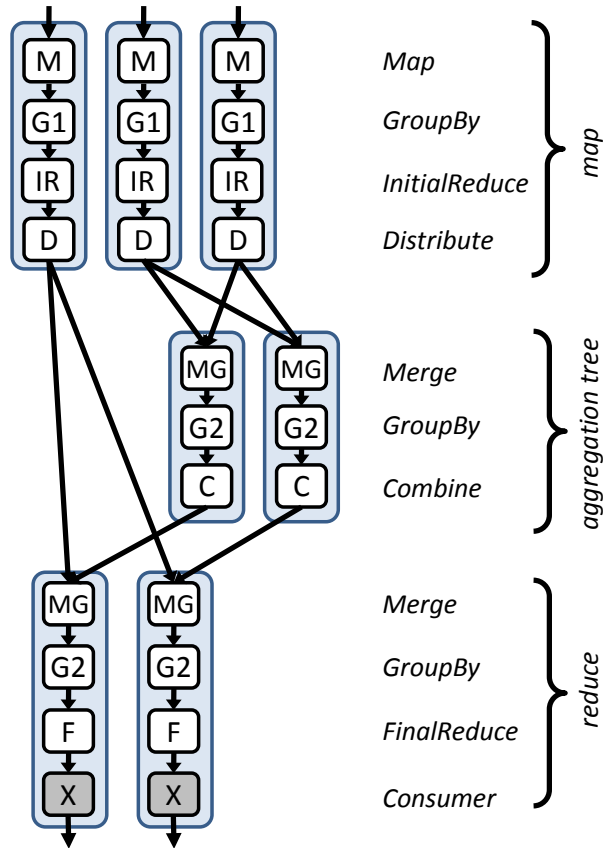 M M M Map
G1 G1 G1 GroupBy
IR IR IR InitialReduce
D D D Distribute
map
MG MG Merge
G2 G2 GroupBy
C C Combine
aggregation tree
MG MG Merge
G2 G2 GroupBy
F F FinalReduce
X X Consumer
reduce